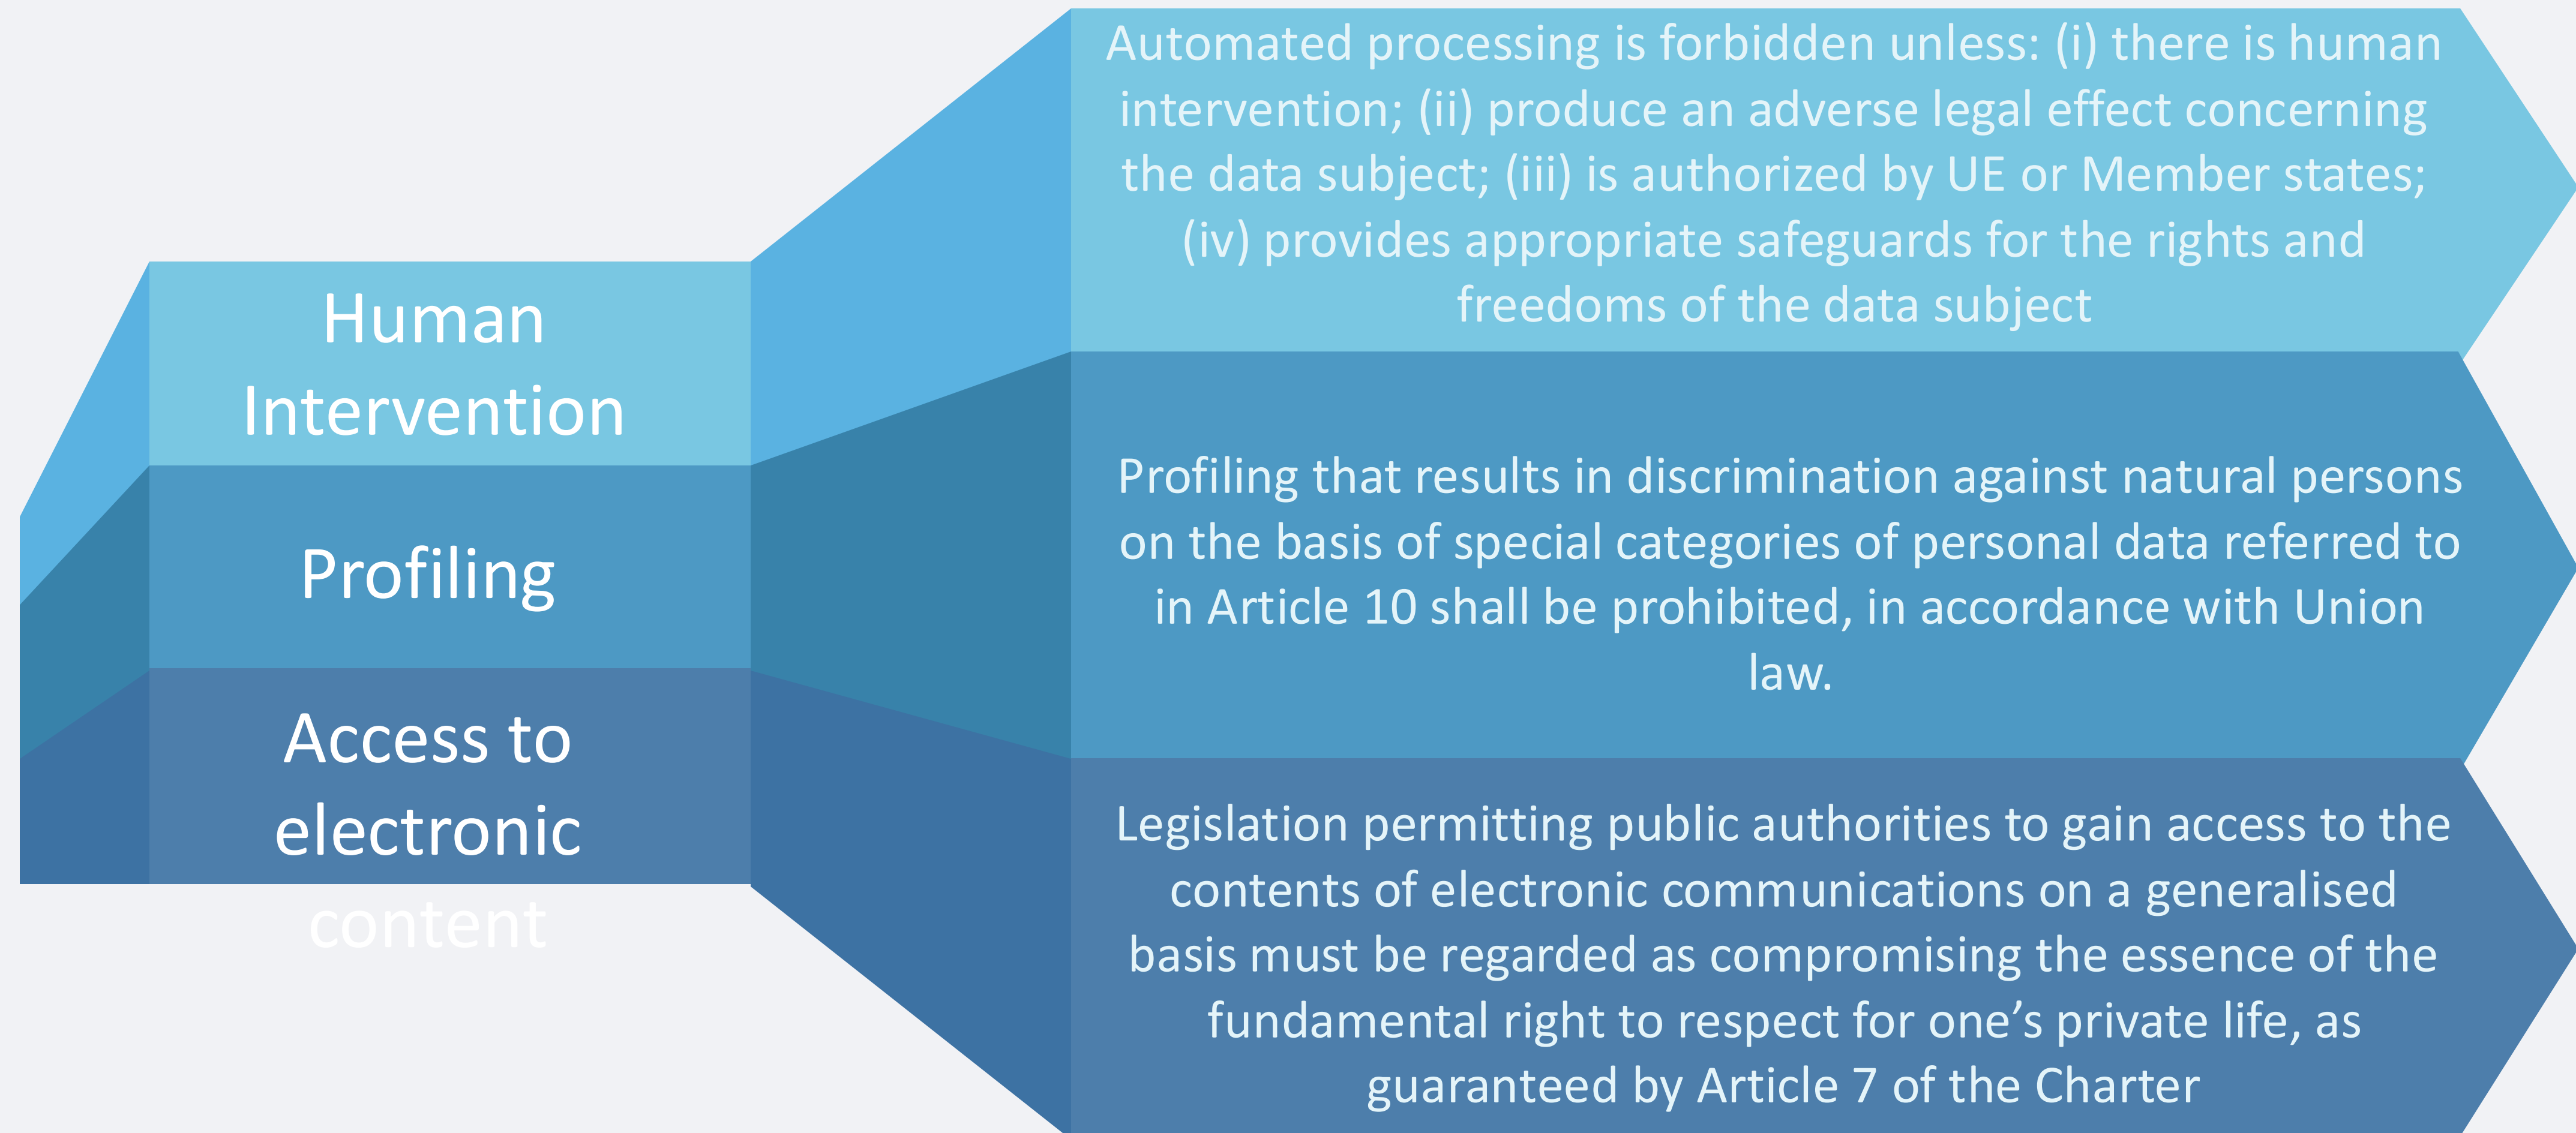 Human
Intervention
Automated processing is forbidden unless: (i) there is human
intervention; (ii) produce an adverse legal effect concerning
the data subject; (iii) is authorized by UE or Member states;
(iv) provides appropriate safeguards for the rights and
freedoms of the data subject
Profiling
Profiling that results in discrimination against natural persons
on the basis of special categories of personal data referred to
in Article 10 shall be prohibited, in accordance with Union
law.
Access to
electronic
content
Legislation permitting public authorities to gain access to the
contents of electronic communications on a generalised
basis must be regarded as compromising the essence of the
fundamental right to respect for one’s private life, as
guaranteed by Article 7 of the Charter